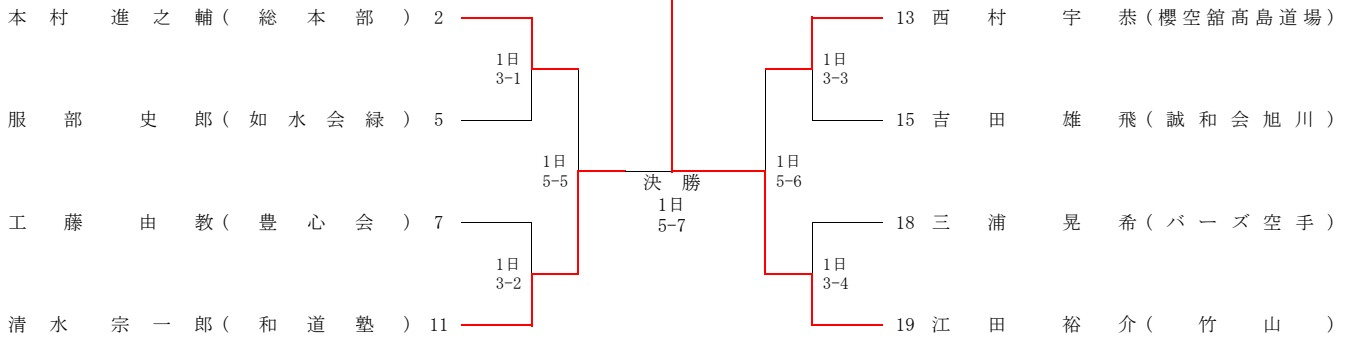 本村 進之輔(総本部) 2
13 西村 宇恭(櫻空舘髙島道場)
1日
3-1
1日
3-3
服部 史郎(如水会緑) 5
15 吉田 雄飛(誠和会旭川)
1日
5-5
決勝
1日
5-7
1日
5-6
工藤 由教(豊心会) 7
18 三浦 晃希(バーズ空手)
1日
3-2
1日
3-4
清水 宗一郎(和道塾) 11
19 江田 裕介(竹山)